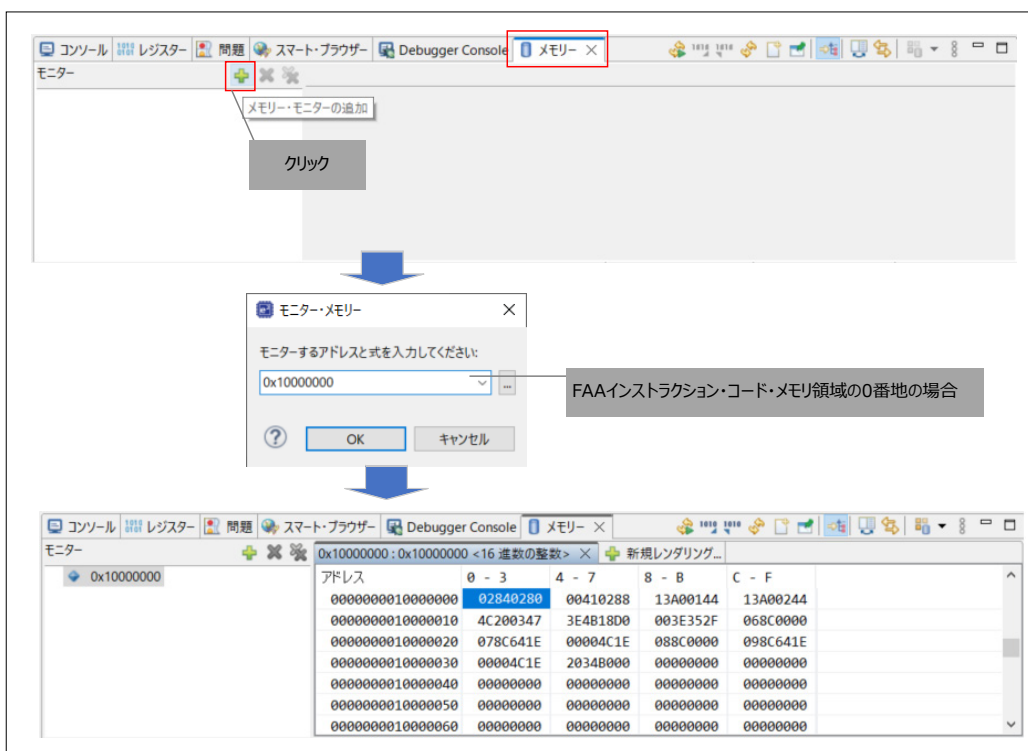 コンソール レジスター 問題 スマート・ブラウザー Debugger Console メモリー
モニター
メモリー・モニターの追加
クリック
モニター・メモリー
モニターするアドレスと式を入力してください:
0x10000000 ...
FAAインストラクション・コード・メモリ領域の0番地の場合
OK キャンセル
コンソール レジスター 問題 スマート・ブラウザー Debugger Console メモリー
モニター 0x10000000 : 0x10000000 <16 進数の整数> 新規レンダリング...
0x10000000 アドレス 0 - 3 4 - 7 8 - B C - F
0000000010000000 02840280 00410288 13A00144 13A00244
0000000010000010 4C200347 3E4B18D0 003E352F 068C0000
0000000010000020 078C641E 00004C1E 088C0000 098C641E
0000000010000030 00004C1E 2034B000 00000000 00000000
0000000010000040 00000000 00000000 00000000 00000000
0000000010000050 00000000 00000000 00000000 00000000
0000000010000060 00000000 00000000 00000000 00000000